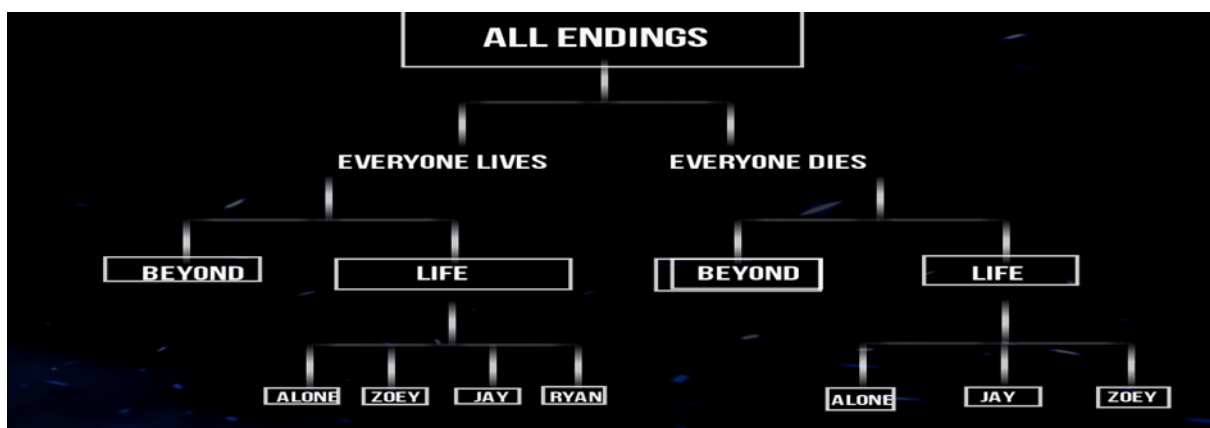 ALL ENDINGS
EVERYONE LIVES EVERYONE DIES
BEYOND LIFE BEYOND LIFE
ALONE ZOEY JAY RYAN ALONE JAY ZOEY